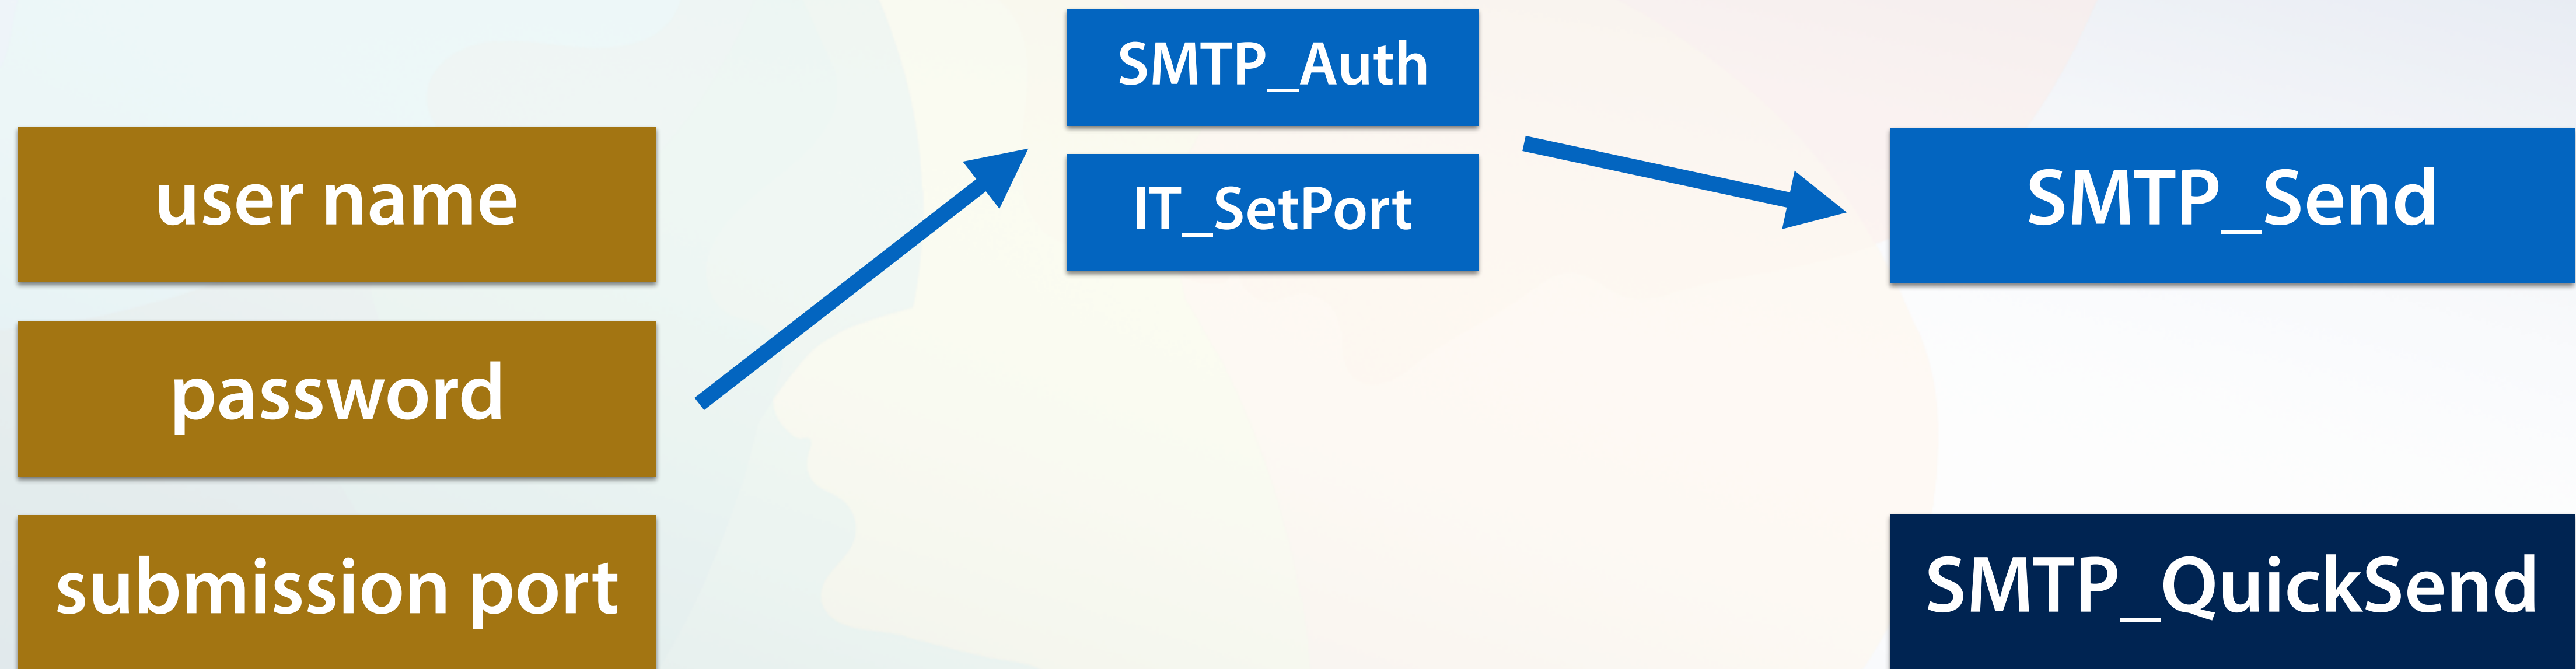 user name
password
submission port
SMTP_Auth
IT_SetPort
SMTP_Send
SMTP_QuickSend